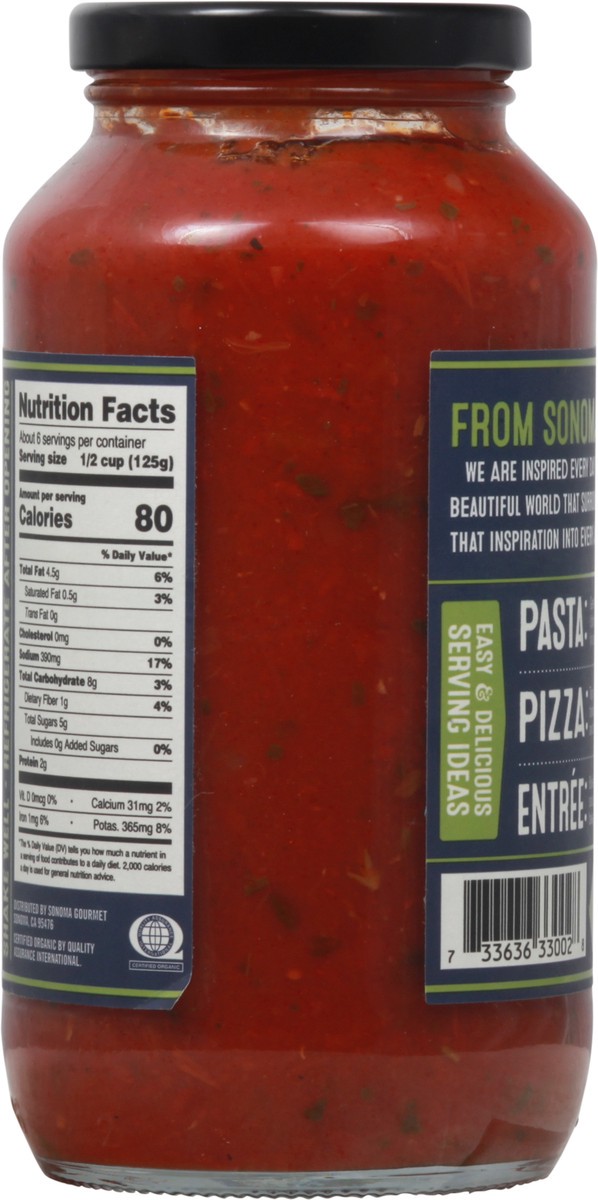 SHAKE WELL. REFRIGERATE AFTER OPENING
Nutrition Facts
About 6 servings per container
Serving size 1/2 cup (125g)
Amount per serving
Calories 80
% Daily Value*
Total Fat 4.5g 6%
Saturated Fat 0.5g 3%
Trans Fat 0g
Cholesterol 0mg 0%
Sodium 390mg 17%
Total Carbohydrate 8g 3%
Dietary Fiber 1g 4%
Total Sugars 5g
Includes 0g Added Sugars 0%
Protein 2g
Vit. D 0mcg 0% • Calcium 31mg 2%
Iron 1mg 6% • Potas. 365mg 8%
*The % Daily Value (DV) tells you how much a nutrient in
a serving of food contributes to a daily diet. 2,000 calories
a day is used for general nutrition advice.
DISTRIBUTED BY SONOMA GOURMET
SONOMA, CA 95476
CERTIFIED ORGANIC BY QUALITY
ASSURANCE INTERNATIONAL.
CERTIFIED ORGANIC
FROM SONOM
WE ARE INSPIRED EVERY
BEAUTIFUL WORLD THAT
THAT INSPIRATION INTO
EASY & DELICIOUS
SERVING IDEAS
PASTA:
PIZZA:
ENTRÉE:
7 33636 33002 8